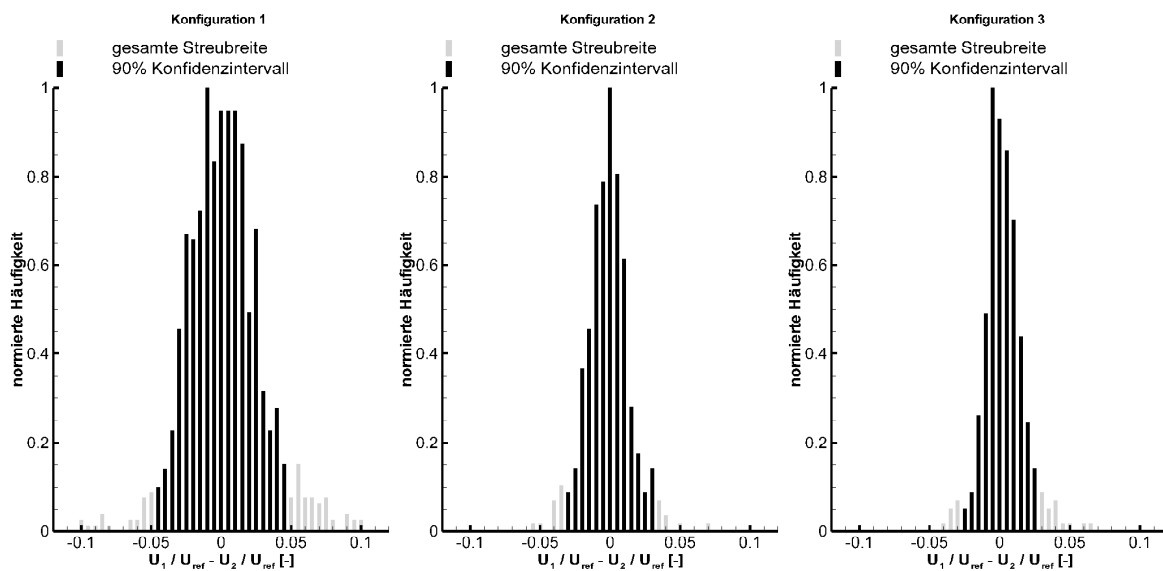 Konfiguration 1
gesamte Streubreite
90% Konfidenzintervall
normierte Häufigkeit
1
0.8
0.6
0.4
0.2
0
-0.1 -0.05 0 0.05 0.1
U1 / Uref - U2 / Uref [-]
Konfiguration 2
gesamte Streubreite
90% Konfidenzintervall
normierte Häufigkeit
1
0.8
0.6
0.4
0.2
0
-0.1 -0.05 0 0.05 0.1
U1 / Uref - U2 / Uref [-]
Konfiguration 3
gesamte Streubreite
90% Konfidenzintervall
normierte Häufigkeit
1
0.8
0.6
0.4
0.2
0
-0.1 -0.05 0 0.05 0.1
U1 / Uref - U2 / Uref [-]